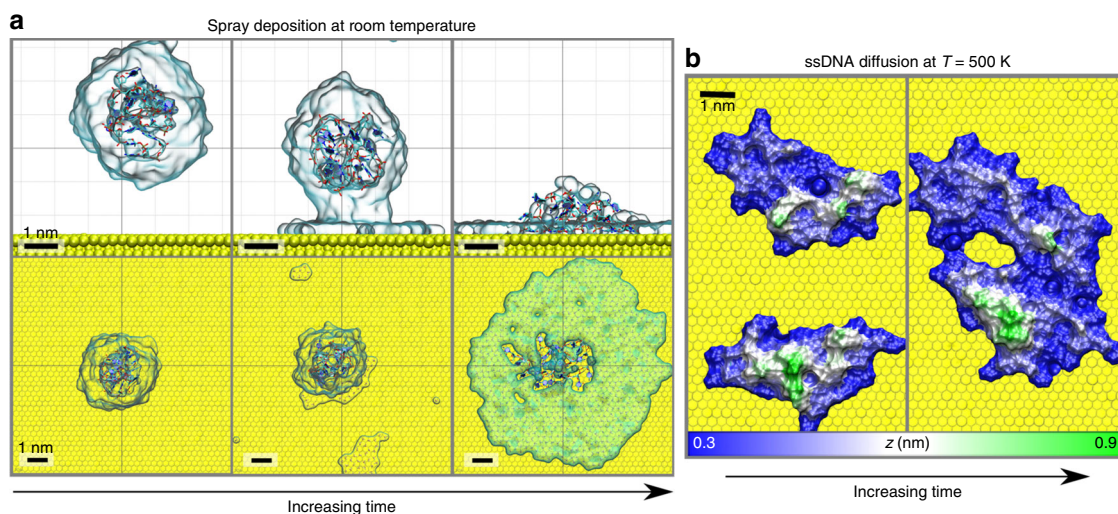 a
Spray deposition at room temperature
1 nm
1 nm
Increasing time
b
ssDNA diffusion at T = 500 K
1 nm
0.3 z (nm) 0.9
Increasing time